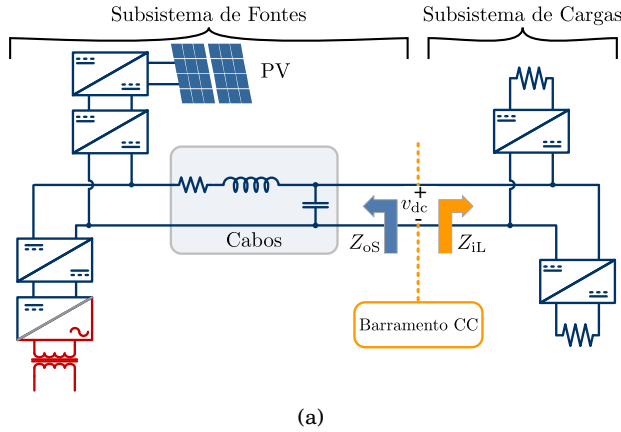 Subsistema de Fontes
Subsistema de Cargas
PV
+
v_dc
-
Cabos
Z_oS
Z_iL
Barramento CC
(a)